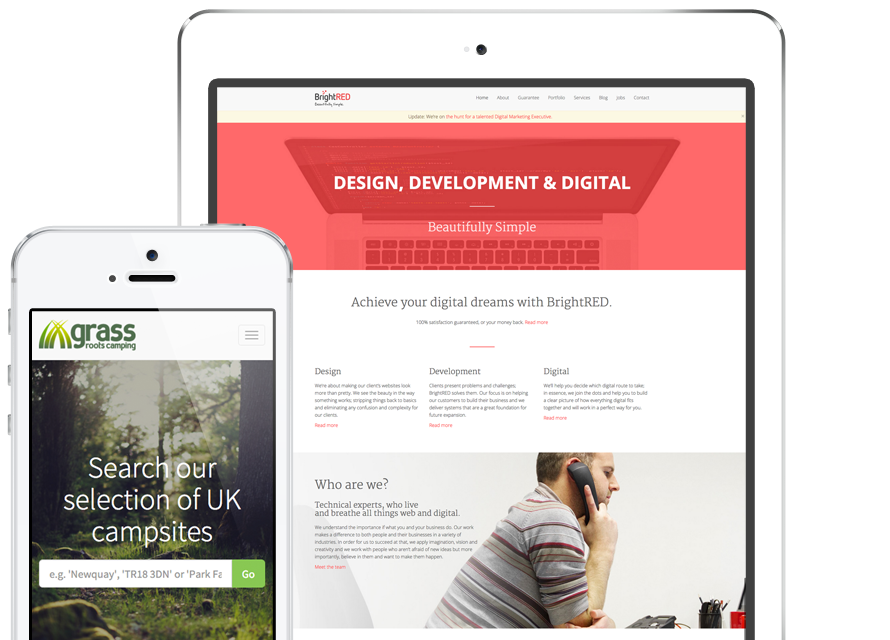 BrightRED
Beautifully Simple.
Home About Guarantee Portfolio Services Blog Jobs Contact
Update: We're on the hunt for a talented Digital Marketing Executive
×
DESIGN, DEVELOPMENT & DIGITAL
Beautifully Simple
Achieve your digital dreams with BrightRED.
100% satisfaction guaranteed, or your money back. Read more
Design
We're about making our client's websites look
more than pretty. We see the beauty in the way
something works; stripping things back to basics
and eliminating any confusion and complexity for
our clients.
Read more
Development
Clients present problems and challenges;
BrightRED solves them. Our focus is on helping
our customers to build their business and we
deliver systems that are a great foundation for
future expansion.
Read more
Digital
We'll help you decide which digital route to take;
In essence, we join the dots and help you to build
a clear picture of how everything digital fits
together and will work in a perfect way for you.
Read more
Who are we?
Technical experts, who live
and breathe all things web and digital.
We understand the importance if what you and your business do. Our work
makes a difference to both people and their businesses in a variety of
industries. In order for us to succeed at that, we apply imagination, vision and
creativity and we work with people who aren't afraid of new ideas but more
importantly, believe in them and want to make them happen.
Meet the team
grass
roots camping
Search our
selection of UK
campsites
e.g. 'Newquay', 'TR18 3DN' or 'Park Fa
Go